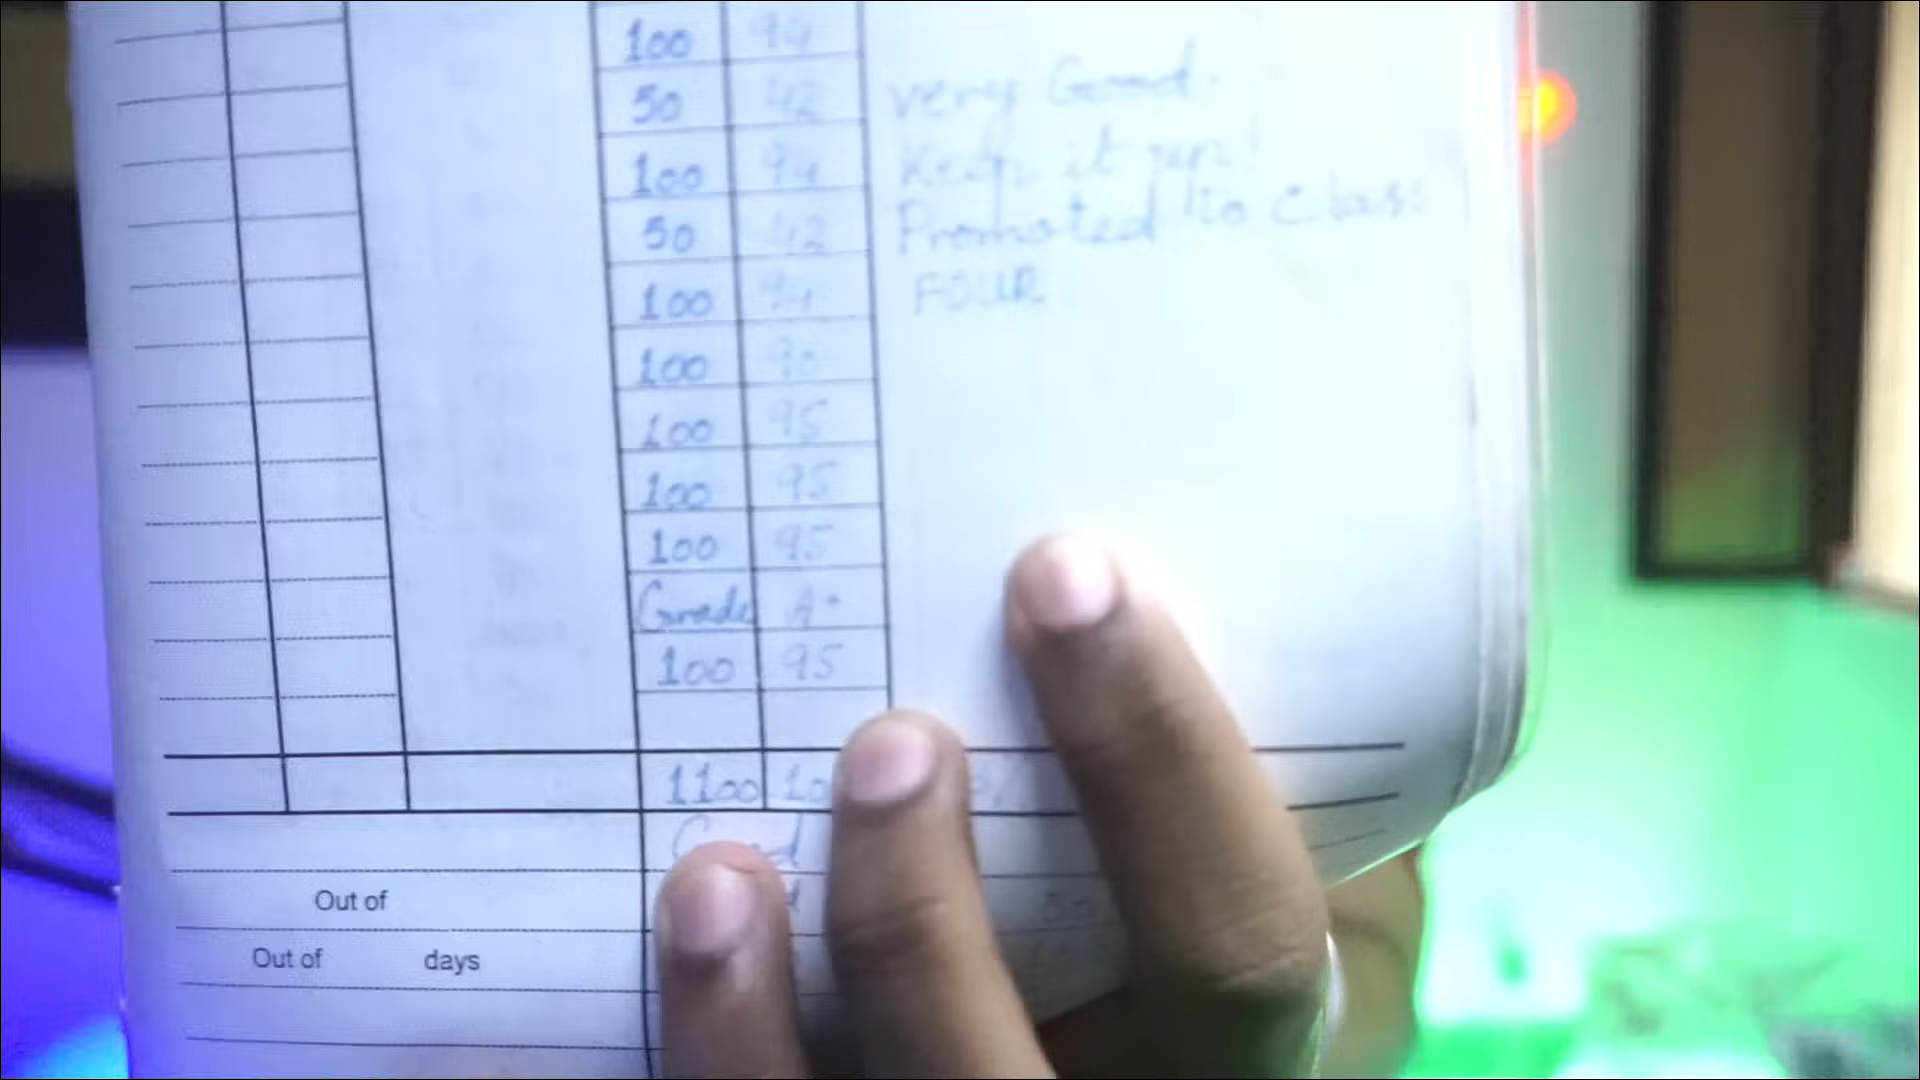 100 94
50 42 very Good.
100 94 Keep it up!
50 42 Promoted to class
100 94 FOUR
100 90
100 95
100 95
100 95
Grade A+
100 95
1100
Out of
Out of days